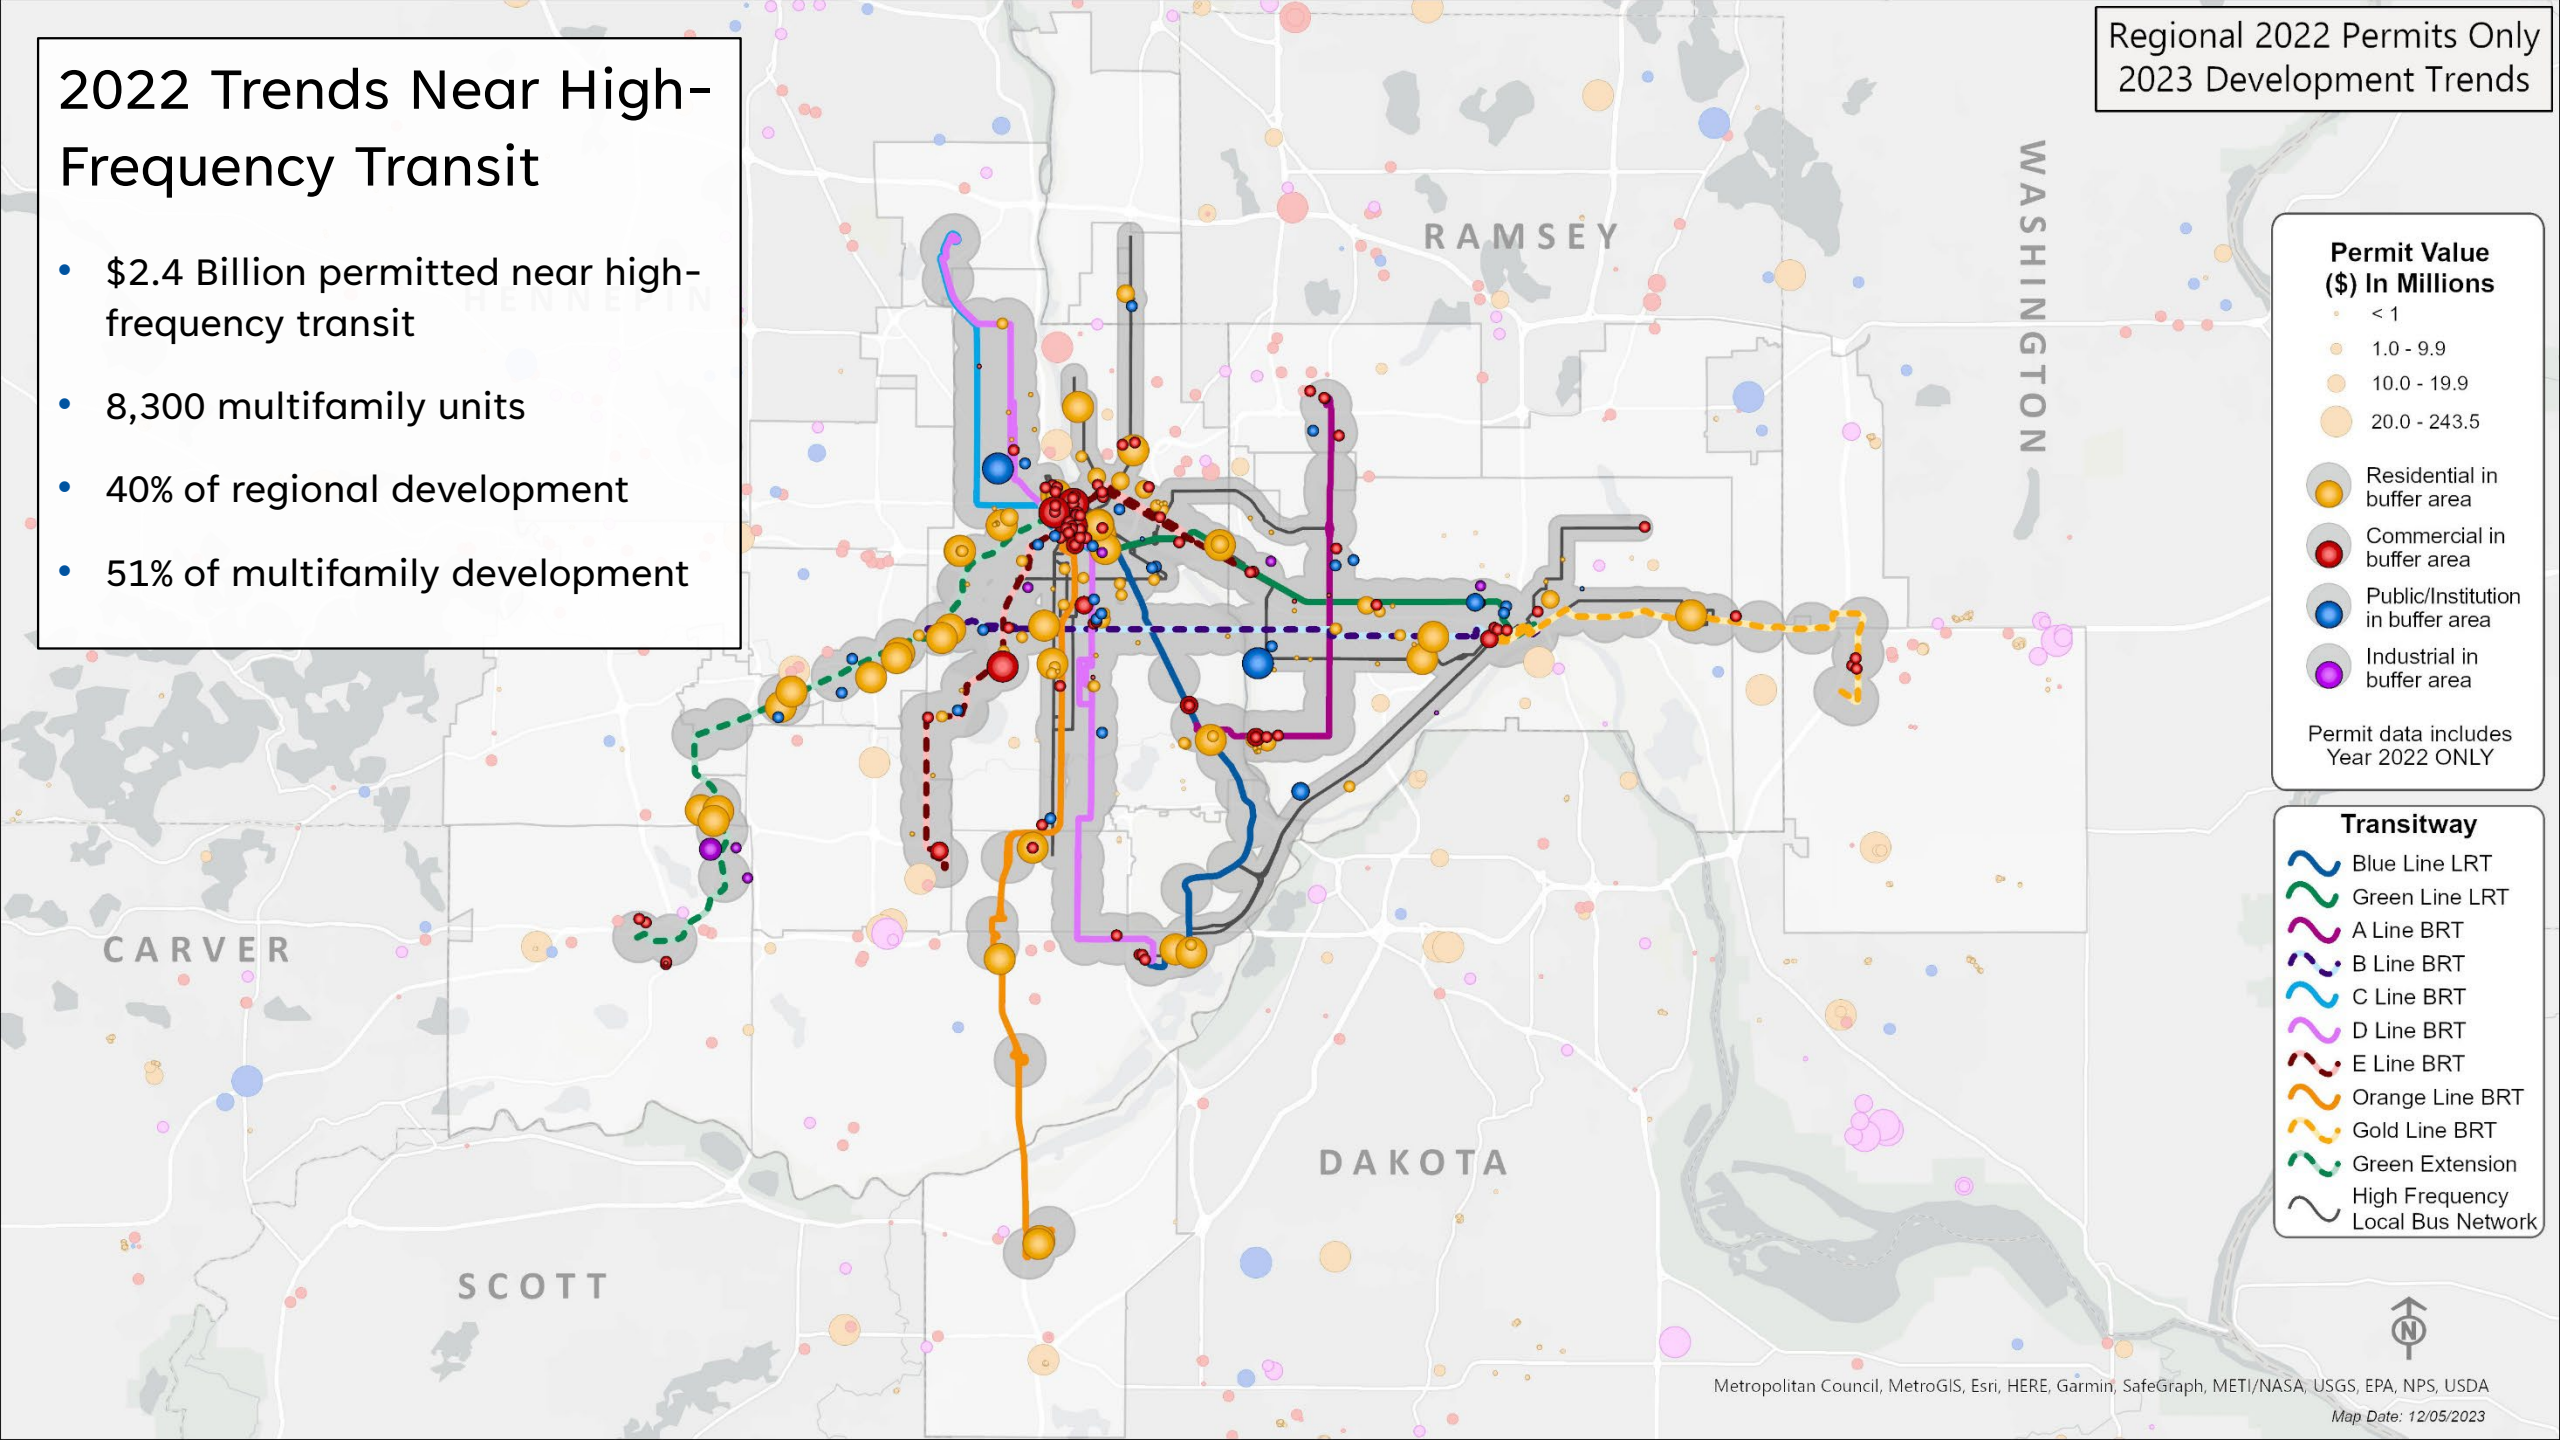 2022 Trends Near High-
Frequency Transit
• $2.4 Billion permitted near high-
frequency transit
• 8,300 multifamily units
• 40% of regional development
• 51% of multifamily development
Regional 2022 Permits Only
2023 Development Trends
HENNEPIN
RAMSEY
WASHINGTON
CARVER
SCOTT
DAKOTA
Permit Value
($) In Millions
< 1
1.0 - 9.9
10.0 - 19.9
20.0 - 243.5
Residential in
buffer area
Commercial in
buffer area
Public/Institution
in buffer area
Industrial in
buffer area
Permit data includes
Year 2022 ONLY
Transitway
Blue Line LRT
Green Line LRT
A Line BRT
B Line BRT
C Line BRT
D Line BRT
E Line BRT
Orange Line BRT
Gold Line BRT
Green Extension
High Frequency
Local Bus Network
N
Metropolitan Council, MetroGIS, Esri, HERE, Garmin, SafeGraph, METI/NASA, USGS, EPA, NPS, USDA
Map Date: 12/05/2023